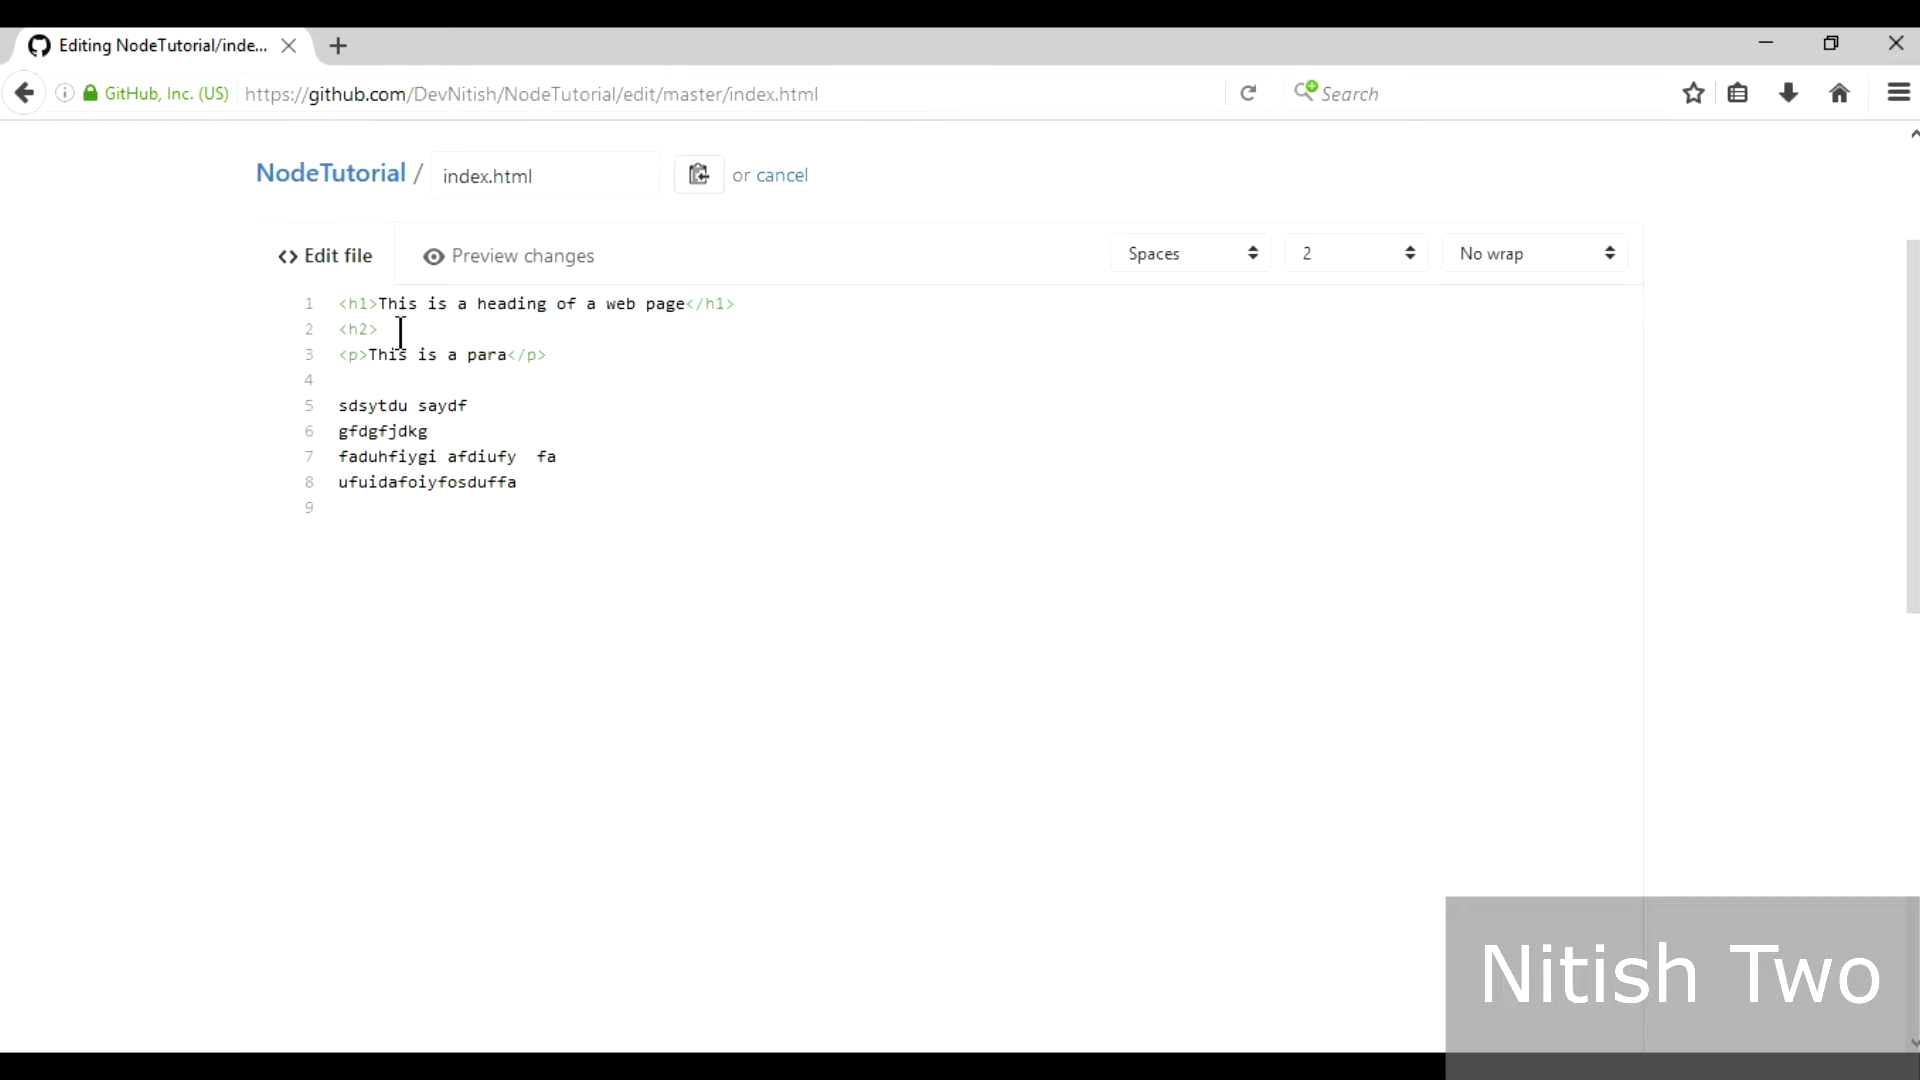 Editing NodeTutorial/inde...
GitHub, Inc. (US) https://github.com/DevNitish/NodeTutorial/edit/master/index.html Search
NodeTutorial / index.html or cancel
<> Edit file Preview changes Spaces 2 No wrap
1 <h1>This is a heading of a web page</h1>
2 <h2>
3 <p>This is a para</p>
4
5 sdsytdu saydf
6 gfdgfjdkg
7 faduhfiygi afdiufy  fa
8 ufuidafoiyfosduffa
9
Nitish Two